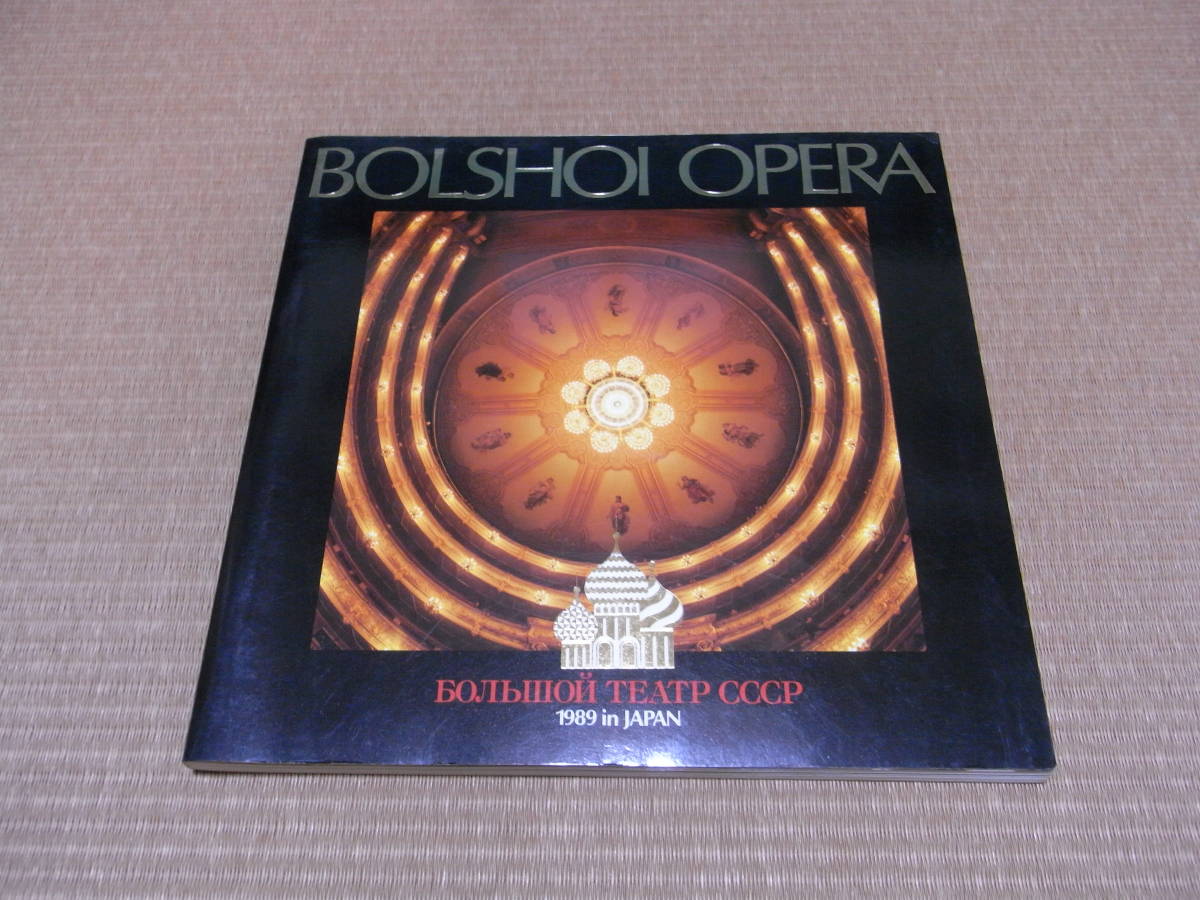 BOLSHOI OPERA
БОЛЬШОЙ ТЕАТР СССР
1989 in JAPAN